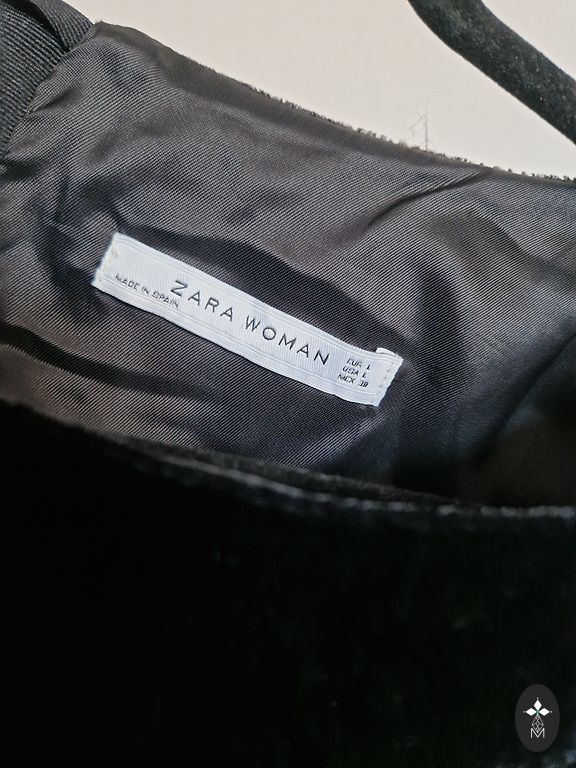 ZARA WOMAN
MADE IN SPAIN
EUR L
USA L
MEX 30
M